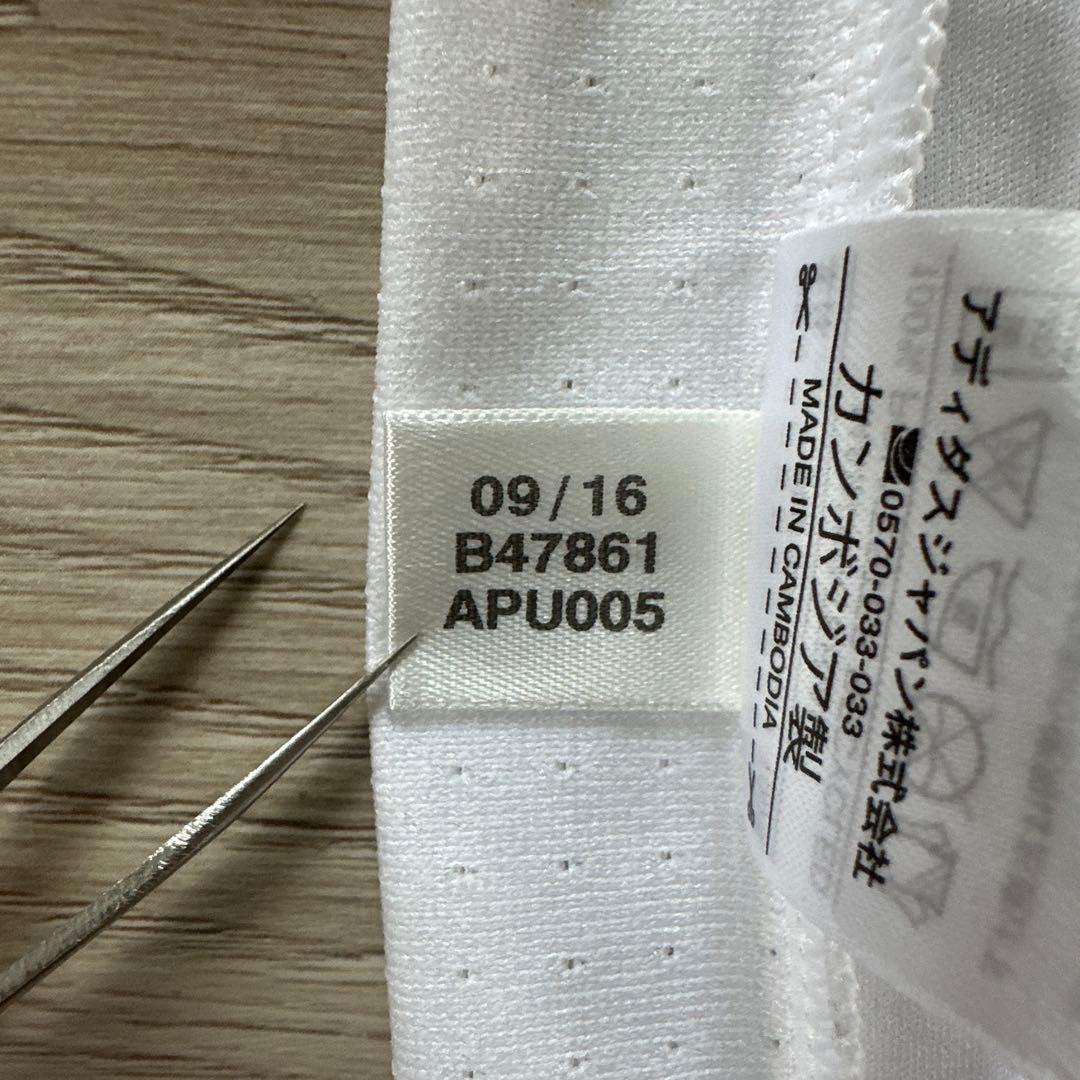 09/16
B47861
APU005
アディダスジャパン株式会社
0570-033-033
カンボジア製
MADE IN CAMBODIA